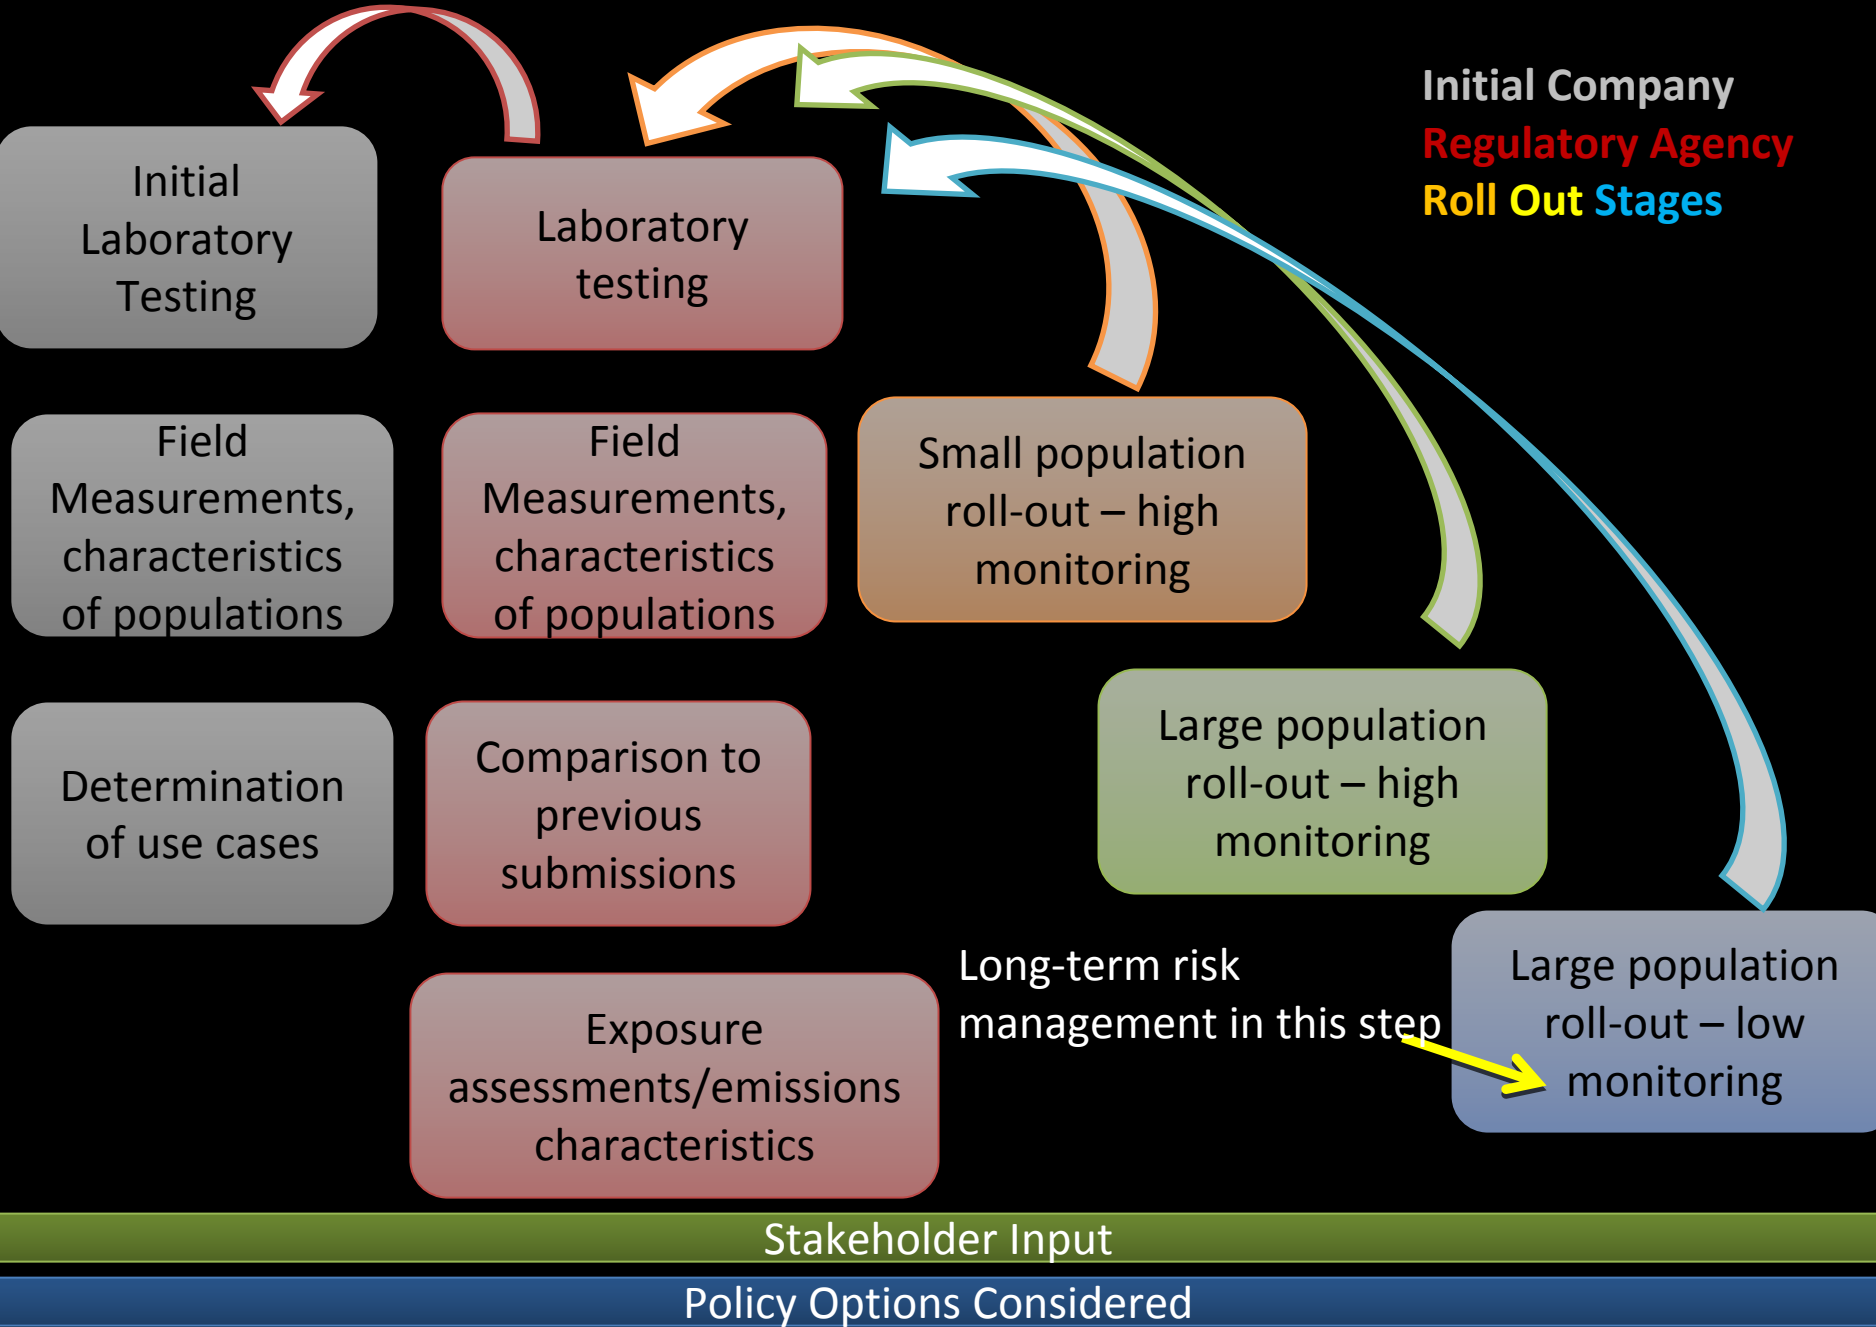 Initial Company
Regulatory Agency
Roll Out Stages
Initial
Laboratory
Testing
Laboratory
testing
Field
Measurements,
characteristics
of populations
Field
Measurements,
characteristics
of populations
Small population
roll-out – high
monitoring
Determination
of use cases
Comparison to
previous
submissions
Large population
roll-out – high
monitoring
Exposure
assessments/emissions
characteristics
Long-term risk
management in this step
Large population
roll-out – low
monitoring
Stakeholder Input
Policy Options Considered